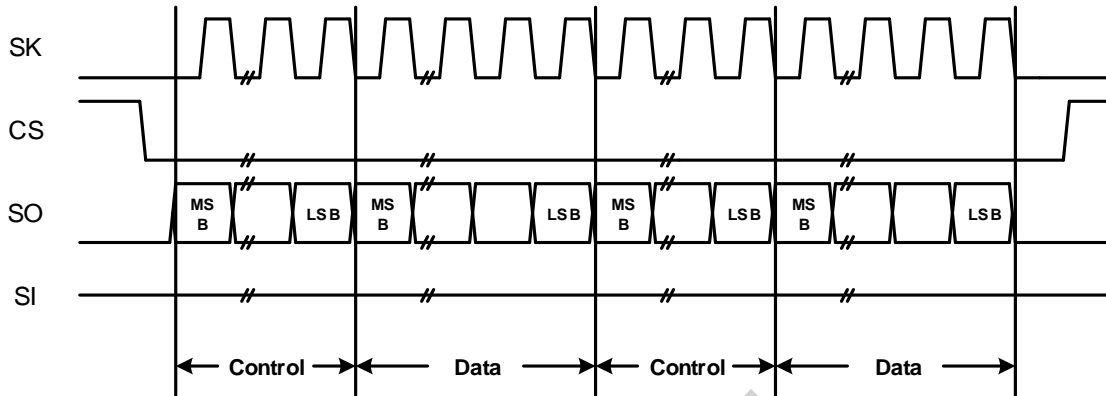 SK
CS
SO
MS
B
LSB
MS
B
LSB
MS
B
LSB
MS
B
LSB
SI
Control
Data
Control
Data